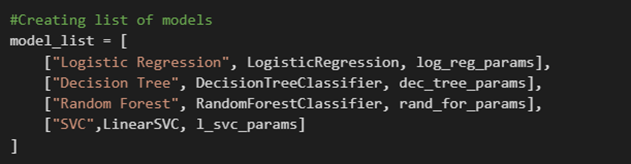 #Creating list of models
model_list = [
    ["Logistic Regression", LogisticRegression, log_reg_params],
    ["Decision Tree", DecisionTreeClassifier, dec_tree_params],
    ["Random Forest", RandomForestClassifier, rand_for_params],
    ["SVC",LinearSVC, l_svc_params]
]